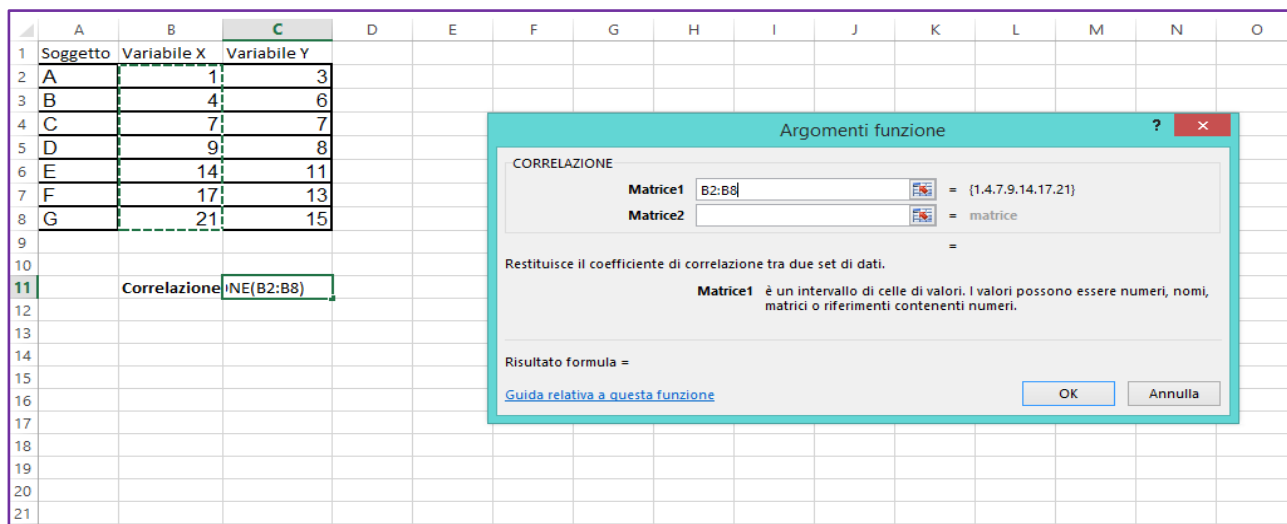 A B C D E F G H I J K L M N O
1 Soggetto Variabile X Variabile Y
2 A 1 3
3 B 4 6
4 C 7 7
5 D 9 8
6 E 14 11
7 F 17 13
8 G 21 15
9
10
11 Correlazione NE(B2:B8)
12
13
14
15
16
17
18
19
20
21
Argomenti funzione ? ×
CORRELAZIONE
Matrice1 B2:B8 = {1.4.7.9.14.17.21}
Matrice2 = matrice
=
Restituisce il coefficiente di correlazione tra due set di dati.
Matrice1 è un intervallo di celle di valori. I valori possono essere numeri, nomi,
matrici o riferimenti contenenti numeri.
Risultato formula =
Guida relativa a questa funzione OK Annulla